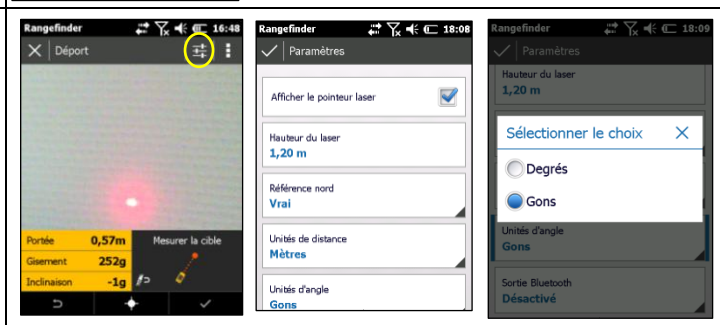 Rangefinder 16:48
Déport
Portée 0,57m
Gisement 252g
Inclinaison -1g
Mesurer la cible
Rangefinder 18:08
Paramètres
Afficher le pointeur laser
Hauteur du laser
1,20 m
Référence nord
Vrai
Unités de distance
Mètres
Unités d'angle
Gons
Rangefinder 18:09
Paramètres
Hauteur du laser
1,20 m
Sélectionner le choix
Degrés
Gons
Unités d'angle
Gons
Sortie Bluetooth
Désactivé